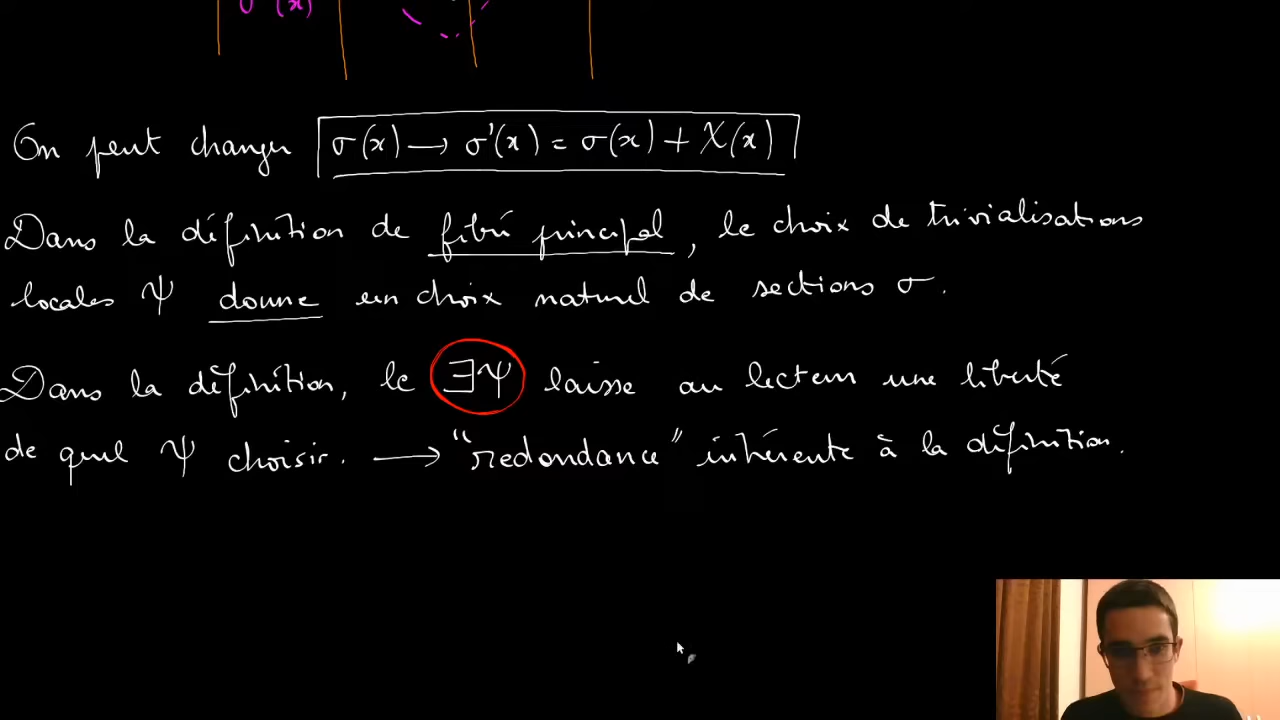 σ (x)
On peut changer σ(x) → σ'(x) = σ(x) + χ(x)
Dans la définition de fibré principal, le choix de trivialisations
locales Ψ donne un choix naturel de sections σ.
Dans la définition, le ∃Ψ laisse au lecteur une liberté
de quel Ψ choisir. → "redondance" inhérente à la définition.